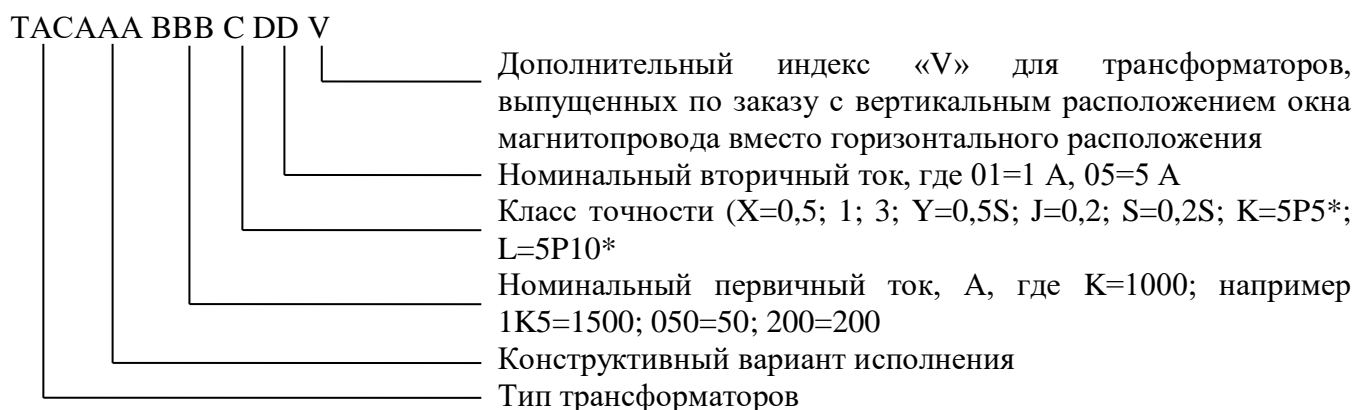 TACAAA BBB C DD V
Дополнительный индекс «V» для трансформаторов,
выпущенных по заказу с вертикальным расположением окна
магнитопровода вместо горизонтального расположения
Номинальный вторичный ток, где 01=1 А, 05=5 А
Класс точности (X=0,5; 1; 3; Y=0,5S; J=0,2; S=0,2S; K=5P5*;
L=5P10*
Номинальный первичный ток, А, где K=1000; например
1K5=1500; 050=50; 200=200
Конструктивный вариант исполнения
Тип трансформаторов